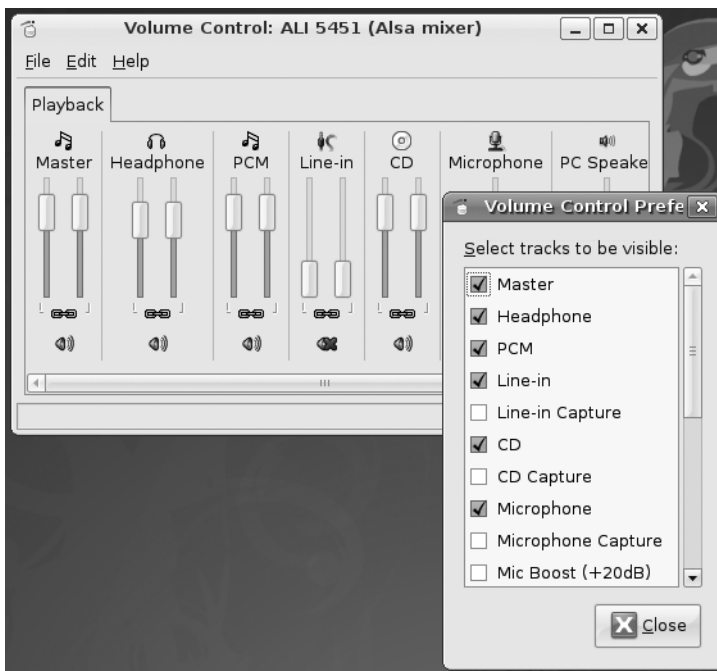 Volume Control: ALI 5451 (Alsa mixer)
File Edit Help
Playback
Master Headphone PCM Line-in CD Microphone PC Speake
Volume Control Prefe
Select tracks to be visible:
Master
Headphone
PCM
Line-in
Line-in Capture
CD
CD Capture
Microphone
Microphone Capture
Mic Boost (+20dB)
Close